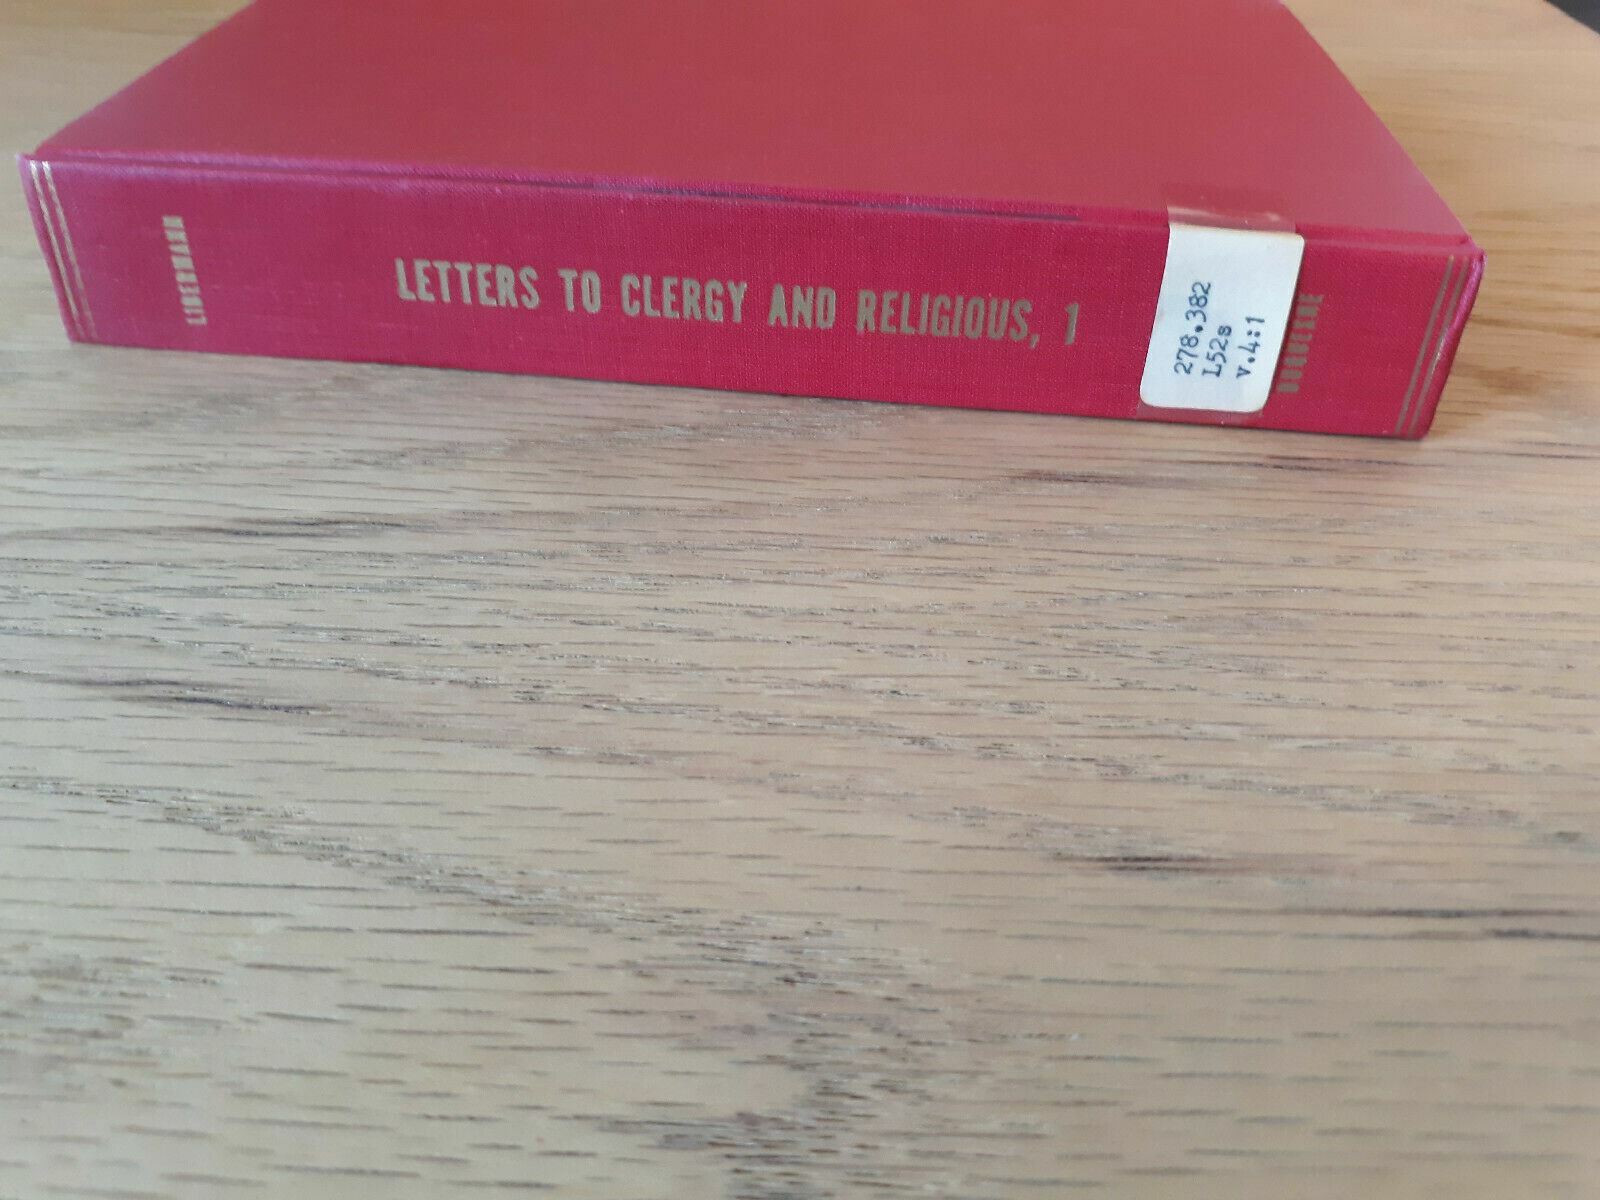 LIBERMANN
LETTERS TO CLERGY AND RELIGIOUS, 1
278.382
L52s
v.4:1
DUQUESNE